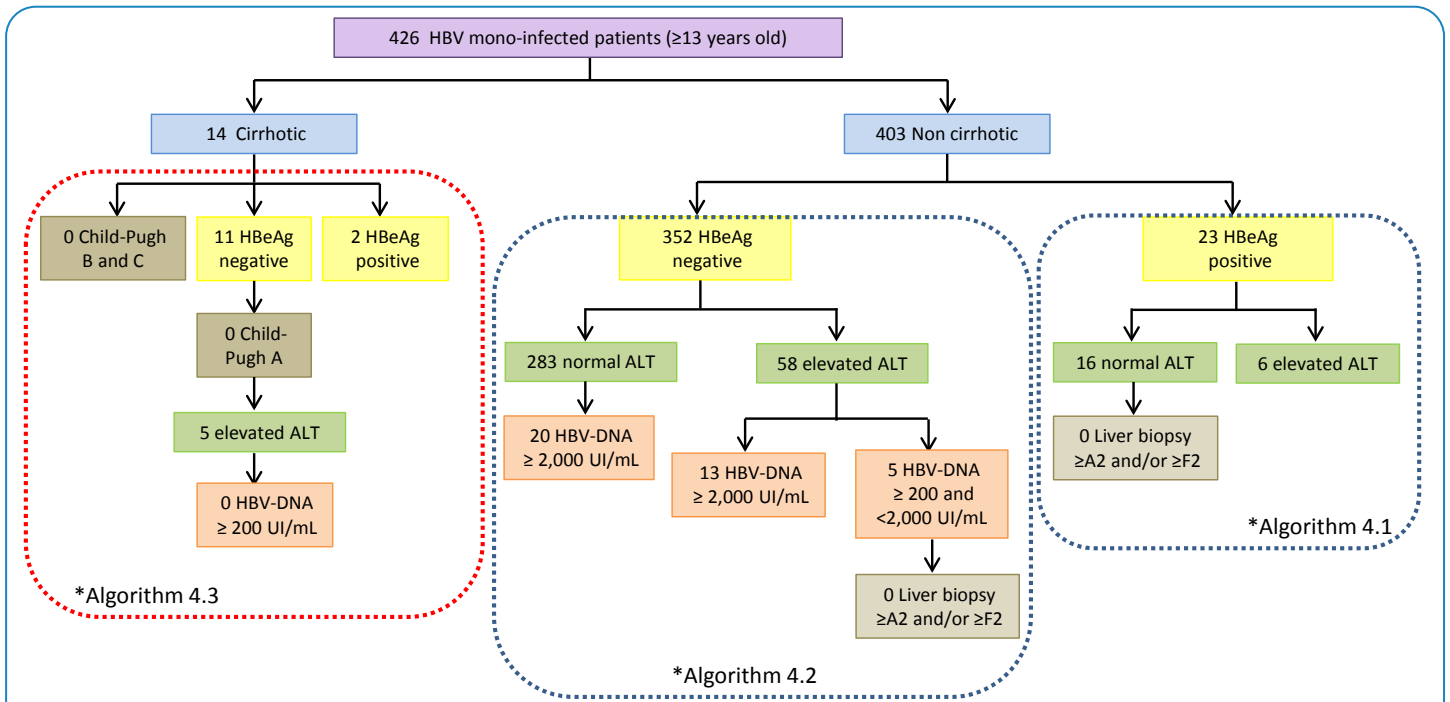 426 HBV mono-infected patients (≥13 years old)
14 Cirrhotic
403 Non cirrhotic
0 Child-Pugh
B and C
11 HBeAg
negative
2 HBeAg
positive
0 Child-
Pugh A
5 elevated ALT
0 HBV-DNA
≥ 200 UI/mL
*Algorithm 4.3
352 HBeAg
negative
283 normal ALT
58 elevated ALT
20 HBV-DNA
≥ 2,000 UI/mL
13 HBV-DNA
≥ 2,000 UI/mL
5 HBV-DNA
≥ 200 and
<2,000 UI/mL
0 Liver biopsy
≥A2 and/or ≥F2
*Algorithm 4.2
23 HBeAg
positive
16 normal ALT
6 elevated ALT
0 Liver biopsy
≥A2 and/or ≥F2
*Algorithm 4.1